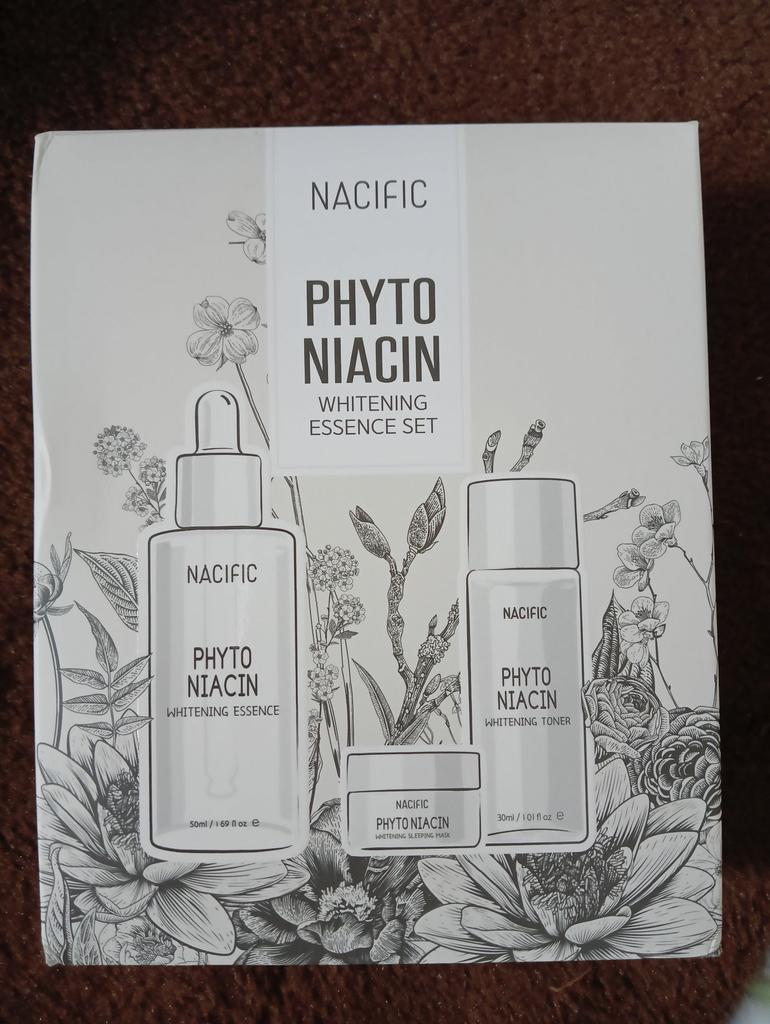 NACIFIC
PHYTO
NIACIN
WHITENING
ESSENCE SET
NACIFIC
PHYTO
NIACIN
WHITENING ESSENCE
50ml / 1 69 fl oz e
NACIFIC
PHYTO NIACIN
WHITENING SLEEPING MASK
NACIFIC
PHYTO
NIACIN
WHITENING TONER
30ml / 1 01 fl oz e